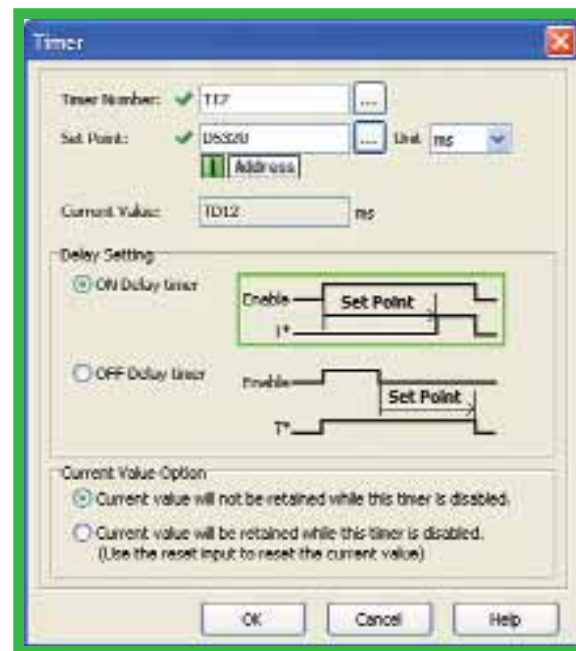 Timer
Timer Number: T12 ...
Set Point: DS320 ... Unit ms
Address
Current Value: TD12 ms
Delay Setting
ON Delay timer
Enable
Set Point
T*
OFF Delay timer
Enable
Set Point
T*
Current Value Option
Current value will not be retained while this timer is disabled.
Current value will be retained while this timer is disabled.
(Use the reset input to reset the current value)
OK Cancel Help